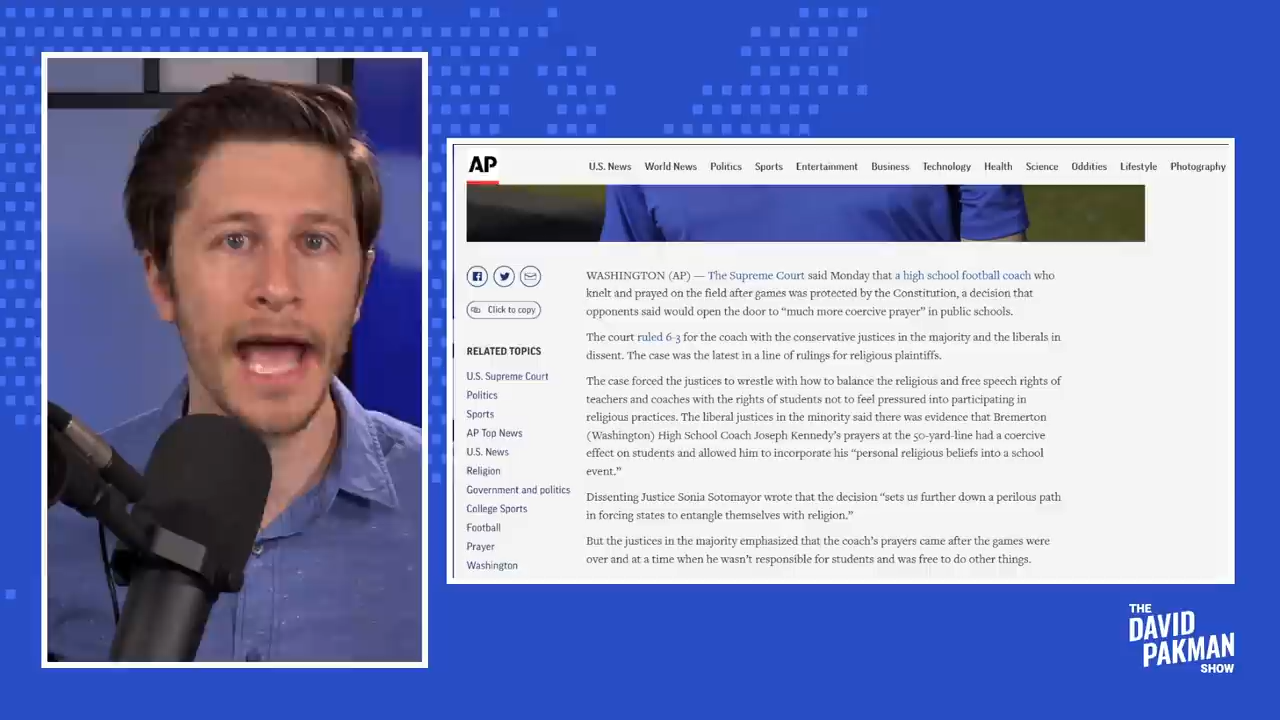 AP
U.S. News World News Politics Sports Entertainment Business Technology Health Science Oddities Lifestyle Photography
Click to copy
RELATED TOPICS
U.S. Supreme Court
Politics
Sports
AP Top News
U.S. News
Religion
Government and politics
College Sports
Football
Prayer
Washington
WASHINGTON (AP) — The Supreme Court said Monday that a high school football coach who
knelt and prayed on the field after games was protected by the Constitution, a decision that
opponents said would open the door to “much more coercive prayer” in public schools.
The court ruled 6-3 for the coach with the conservative justices in the majority and the liberals in
dissent. The case was the latest in a line of rulings for religious plaintiffs.
The case forced the justices to wrestle with how to balance the religious and free speech rights of
teachers and coaches with the rights of students not to feel pressured into participating in
religious practices. The liberal justices in the minority said there was evidence that Bremerton
(Washington) High School Coach Joseph Kennedy’s prayers at the 50-yard-line had a coercive
effect on students and allowed him to incorporate his “personal religious beliefs into a school
event.”
Dissenting Justice Sonia Sotomayor wrote that the decision “sets us further down a perilous path
in forcing states to entangle themselves with religion.”
But the justices in the majority emphasized that the coach’s prayers came after the games were
over and at a time when he wasn’t responsible for students and was free to do other things.
THE
DAVID
PAKMAN
SHOW